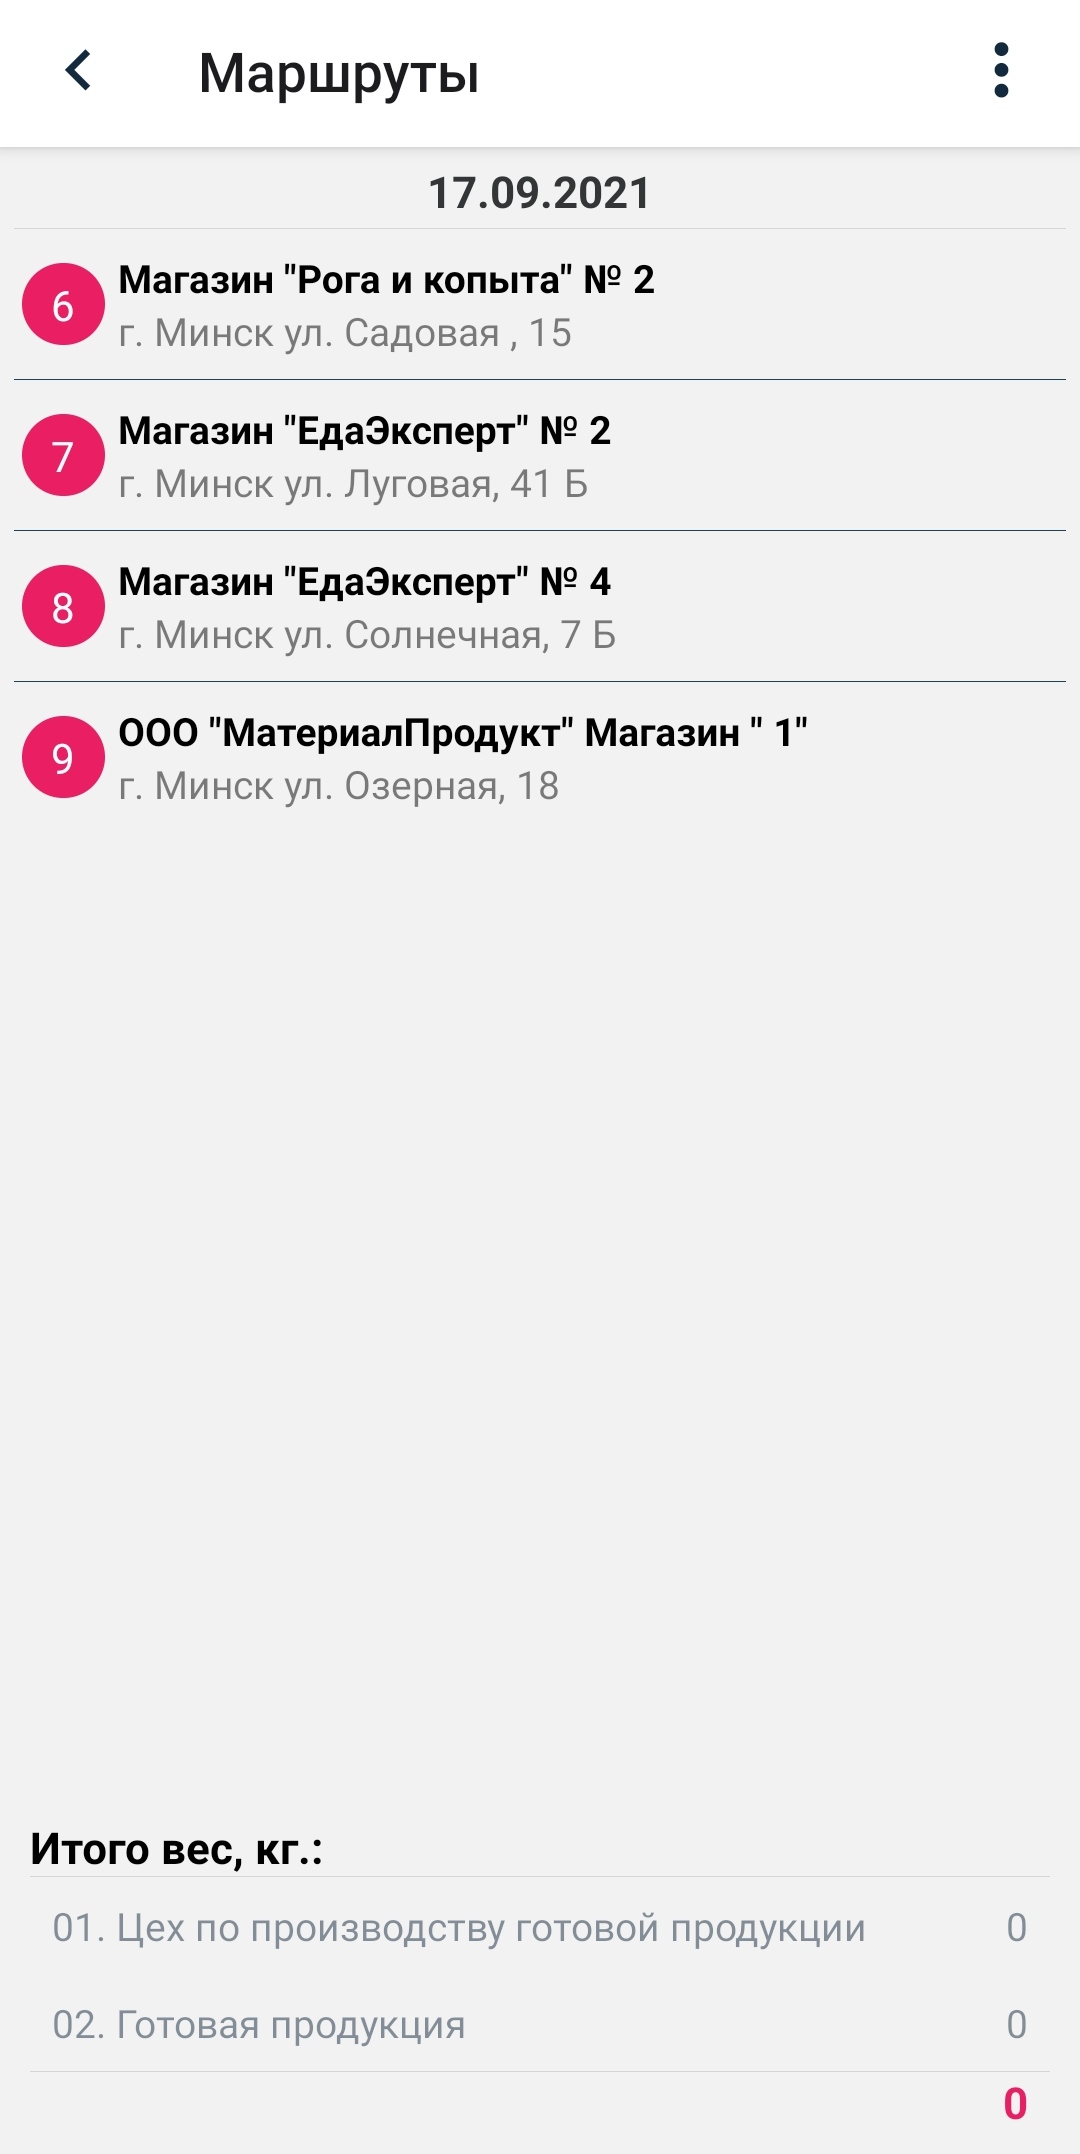 Маршруты
17.09.2021
6
Магазин "Рога и копыта" № 2
г. Минск ул. Садовая , 15
7
Магазин "ЕдаЭксперт" № 2
г. Минск ул. Луговая, 41 Б
8
Магазин "ЕдаЭксперт" № 4
г. Минск ул. Солнечная, 7 Б
9
ООО "МатериалПродукт" Магазин " 1"
г. Минск ул. Озерная, 18
Итого вес, кг.:
01. Цех по производству готовой продукции 0
02. Готовая продукция 0
0